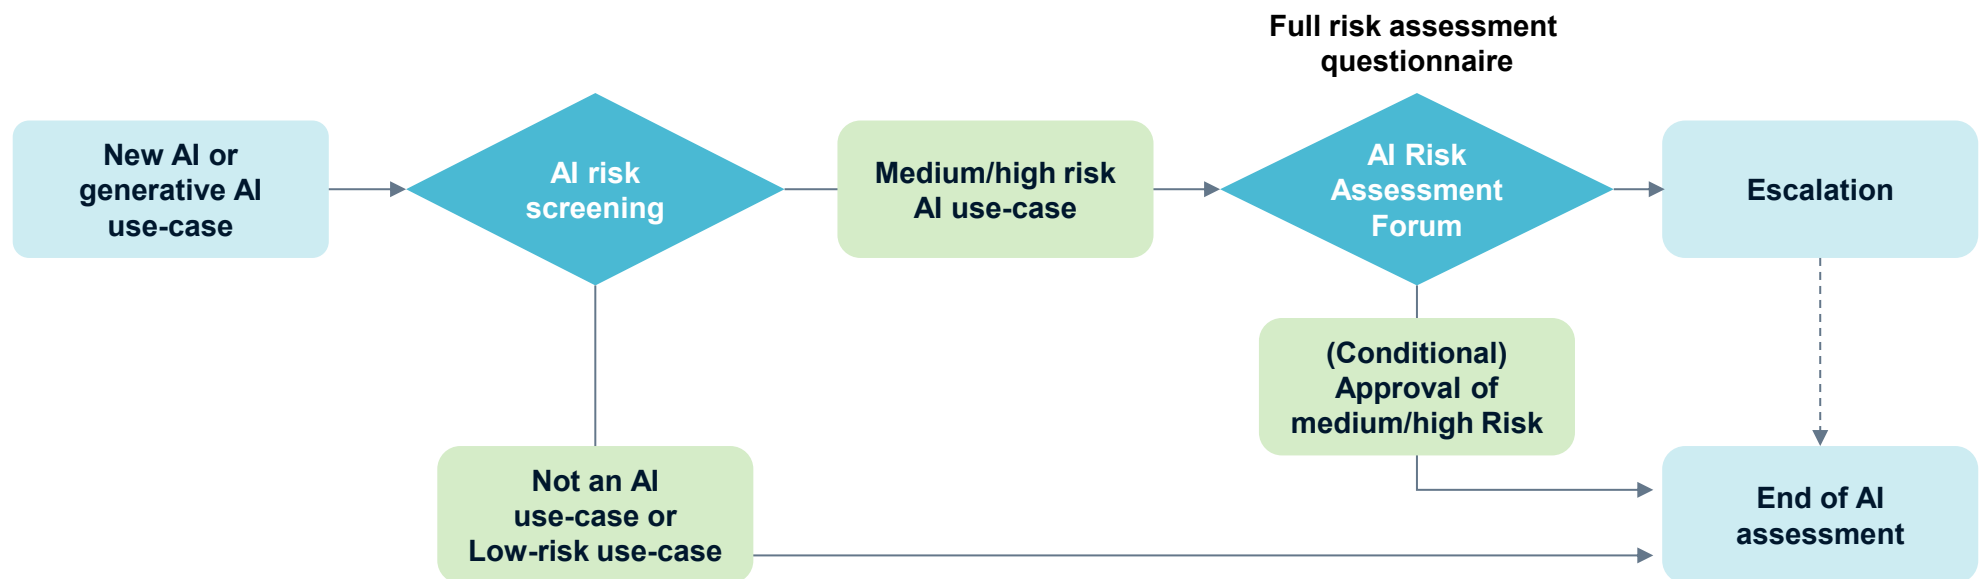 Full risk assessment
questionnaire
New AI or
generative AI
use-case
AI risk
screening
Medium/high risk
AI use-case
AI Risk
Assessment
Forum
Escalation
(Conditional)
Approval of
medium/high Risk
Not an AI
use-case or
Low-risk use-case
End of AI
assessment